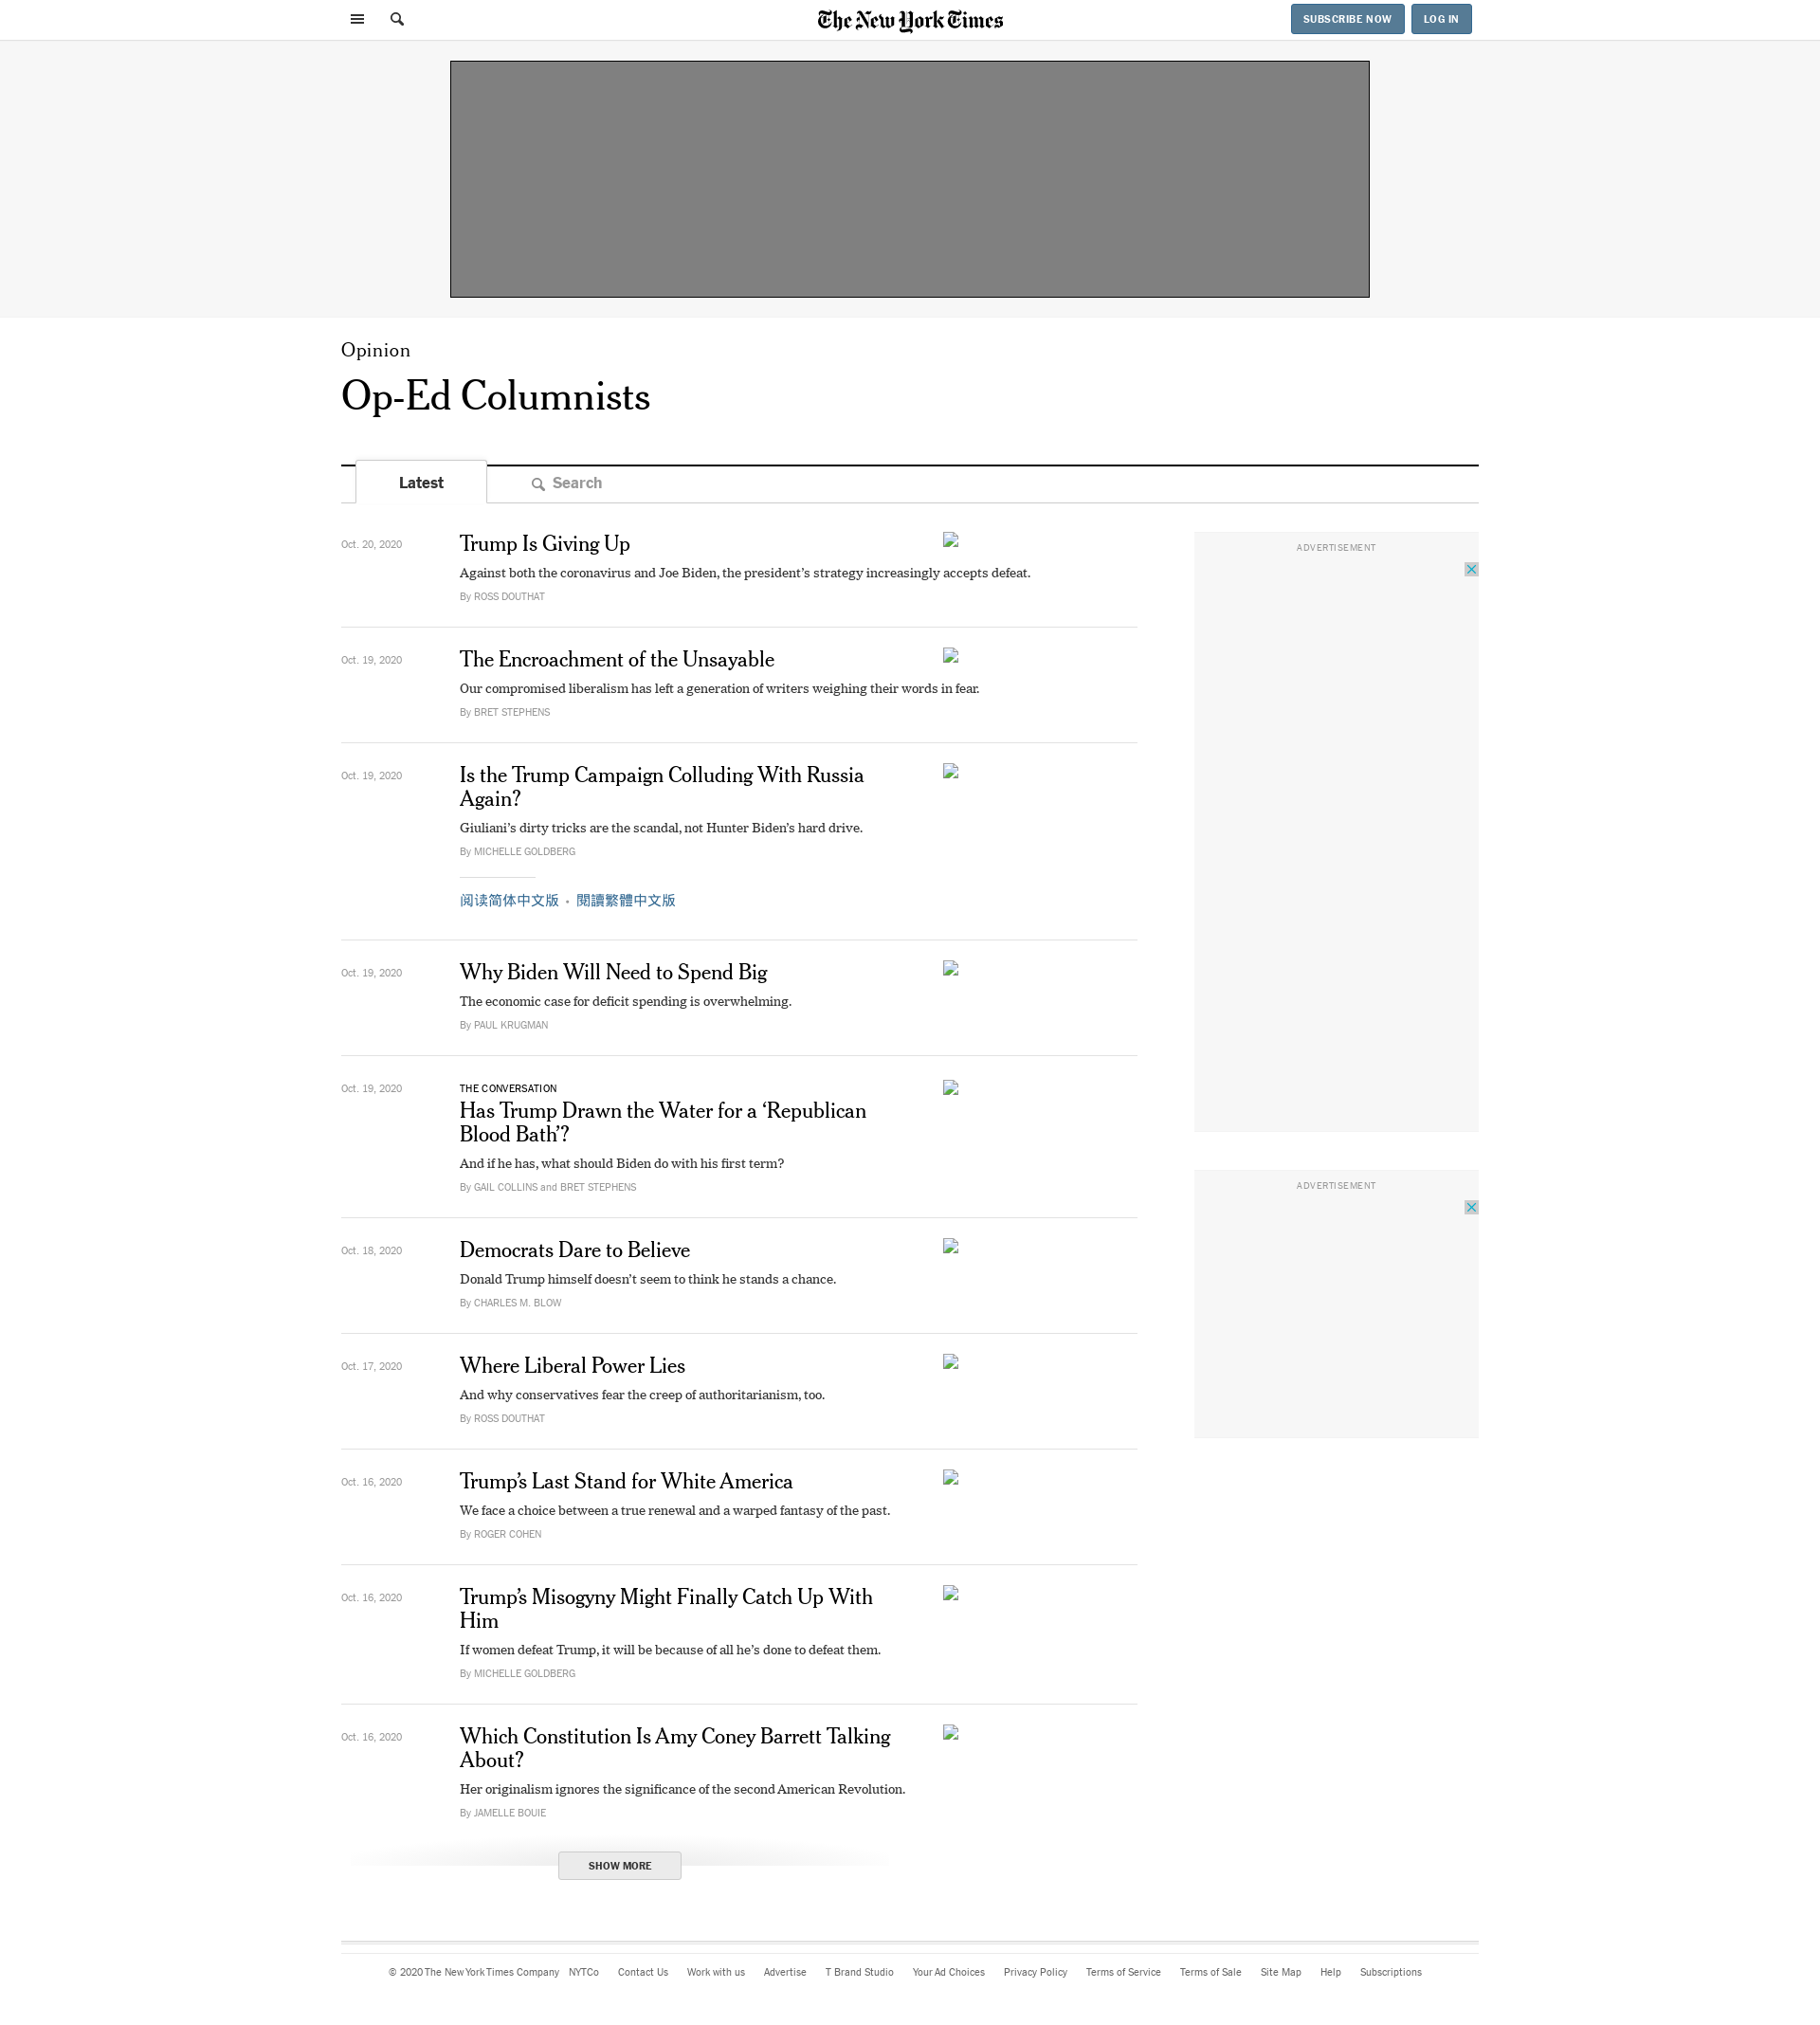 The New York Times
SUBSCRIBE NOW
LOG IN
Opinion
Op-Ed Columnists
Latest
Search
Oct. 20, 2020
Trump Is Giving Up
Against both the coronavirus and Joe Biden, the president’s strategy increasingly accepts defeat.
By ROSS DOUTHAT
Oct. 19, 2020
The Encroachment of the Unsayable
Our compromised liberalism has left a generation of writers weighing their words in fear.
By BRET STEPHENS
Oct. 19, 2020
Is the Trump Campaign Colluding With Russia
Again?
Giuliani’s dirty tricks are the scandal, not Hunter Biden’s hard drive.
By MICHELLE GOLDBERG
阅读简体中文版 • 閱讀繁體中文版
Oct. 19, 2020
Why Biden Will Need to Spend Big
The economic case for deficit spending is overwhelming.
By PAUL KRUGMAN
Oct. 19, 2020
THE CONVERSATION
Has Trump Drawn the Water for a ‘Republican
Blood Bath’?
And if he has, what should Biden do with his first term?
By GAIL COLLINS and BRET STEPHENS
Oct. 18, 2020
Democrats Dare to Believe
Donald Trump himself doesn’t seem to think he stands a chance.
By CHARLES M. BLOW
Oct. 17, 2020
Where Liberal Power Lies
And why conservatives fear the creep of authoritarianism, too.
By ROSS DOUTHAT
Oct. 16, 2020
Trump’s Last Stand for White America
We face a choice between a true renewal and a warped fantasy of the past.
By ROGER COHEN
Oct. 16, 2020
Trump’s Misogyny Might Finally Catch Up With
Him
If women defeat Trump, it will be because of all he’s done to defeat them.
By MICHELLE GOLDBERG
Oct. 16, 2020
Which Constitution Is Amy Coney Barrett Talking
About?
Her originalism ignores the significance of the second American Revolution.
By JAMELLE BOUIE
SHOW MORE
ADVERTISEMENT
ADVERTISEMENT
© 2020 The New York Times Company NYTCo Contact Us Work with us Advertise T Brand Studio Your Ad Choices Privacy Policy Terms of Service Terms of Sale Site Map Help Subscriptions